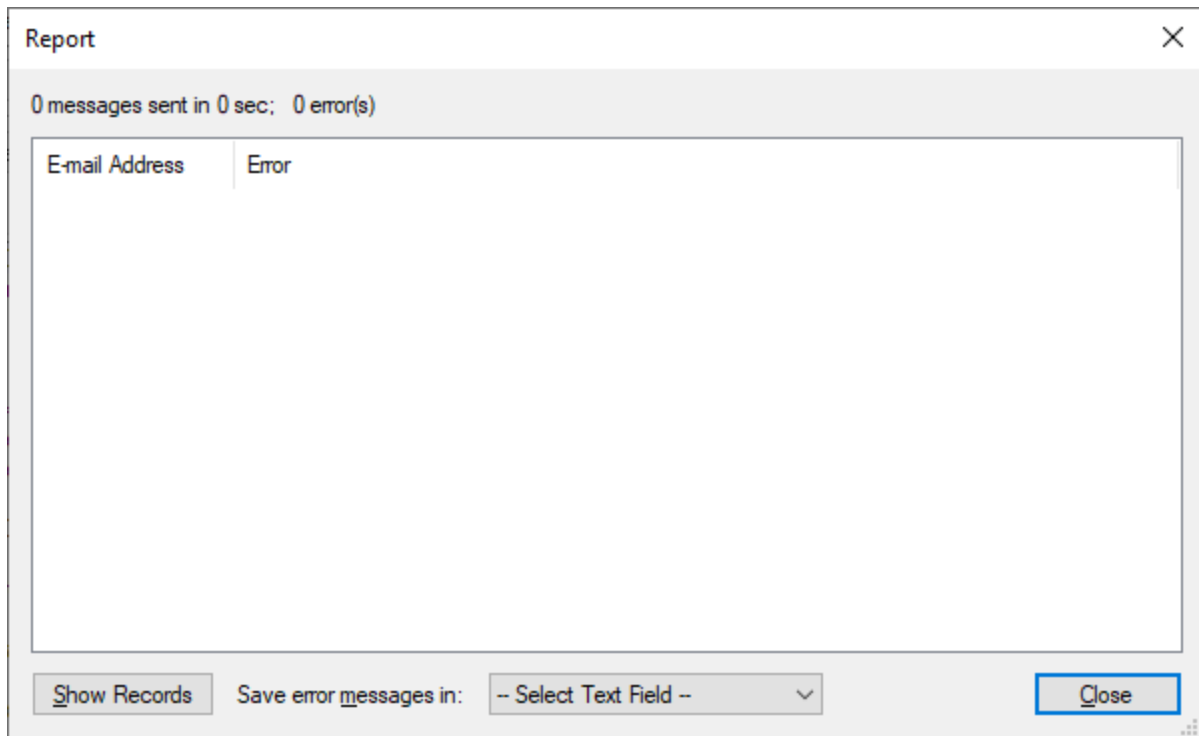 Report
0 messages sent in 0 sec;   0 error(s)
E-mail Address   Error
Show Records   Save error messages in:   -- Select Text Field --   Close